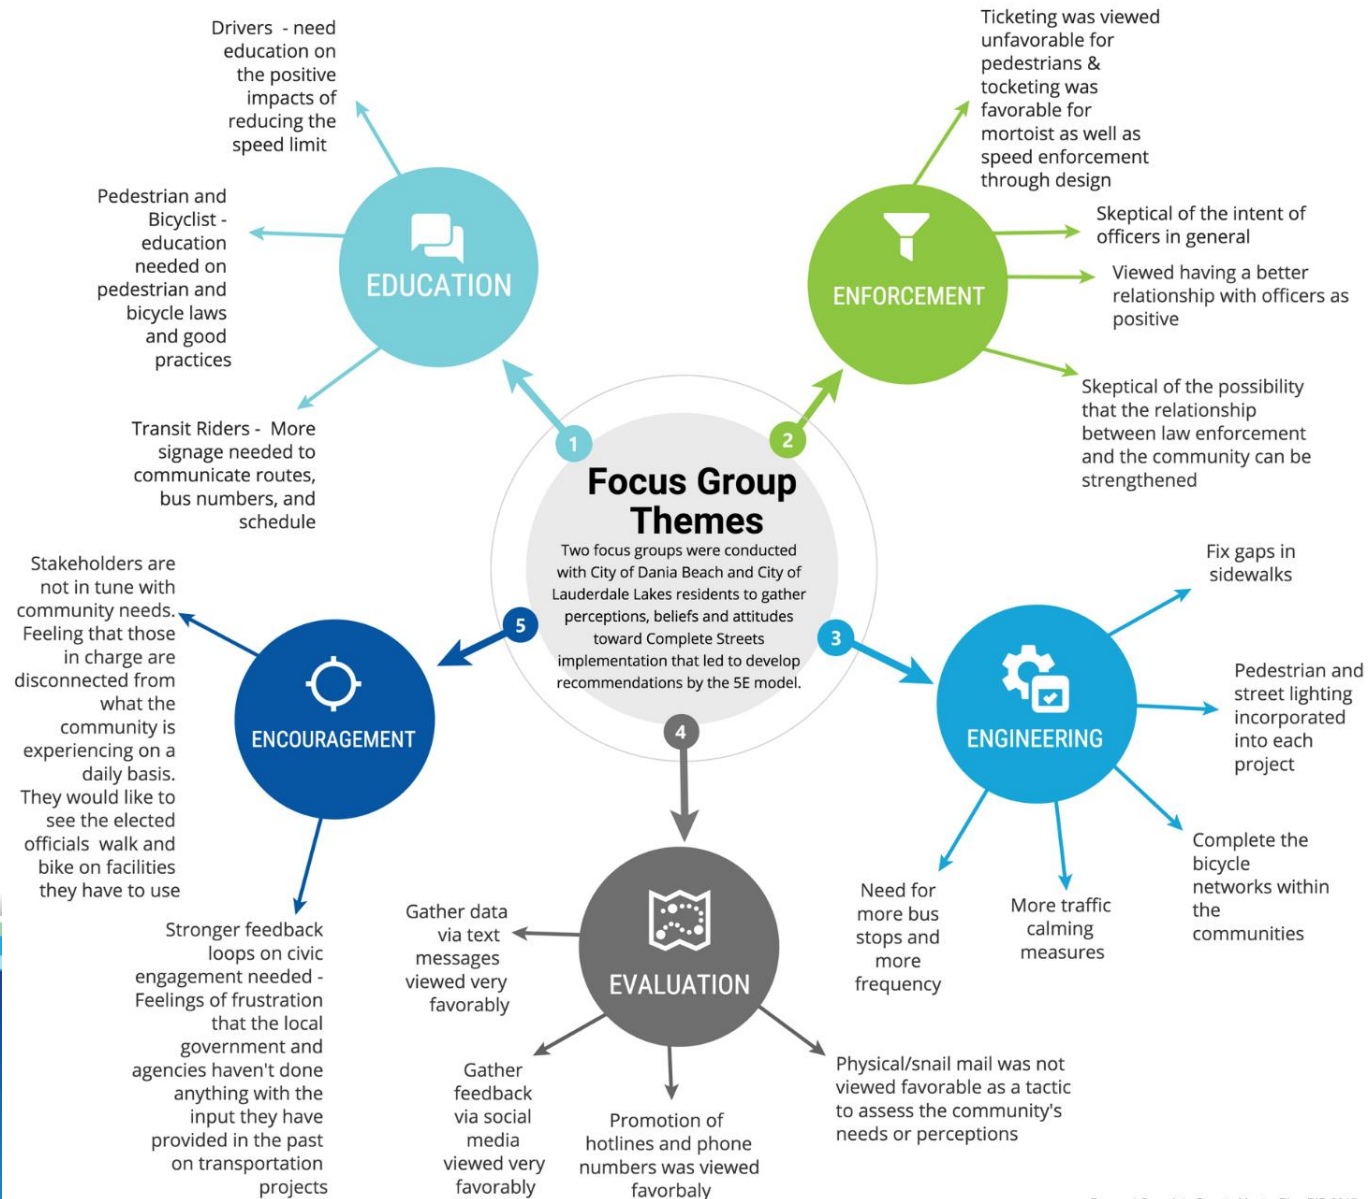 Drivers - need
education on
the positive
impacts of
reducing the
speed limit
Pedestrian and
Bicyclist -
education
needed on
pedestrian and
bicycle laws
and good
practices
Transit Riders - More
signage needed to
communicate routes,
bus numbers, and
schedule
EDUCATION
1
Ticketing was viewed
unfavorable for
pedestrians &
tocketing was
favorable for
mortoist as well as
speed enforcement
through design
Skeptical of the intent of
officers in general
Viewed having a better
relationship with officers as
positive
Skeptical of the possibility
that the relationship
between law enforcement
and the community can be
strengthened
ENFORCEMENT
2
Focus Group
Themes
Two focus groups were conducted
with City of Dania Beach and City of
Lauderdale Lakes residents to gather
perceptions, beliefs and attitudes
toward Complete Streets
implementation that led to develop
recommendations by the 5E model.
3
ENGINEERING
Fix gaps in
sidewalks
Pedestrian and
street lighting
incorporated
into each
project
Complete the
bicycle
networks within
the
communities
More traffic
calming
measures
Need for
more bus
stops and
more
frequency
4
EVALUATION
Gather data
via text
messages
viewed very
favorably
Gather
feedback
via social
media
viewed very
favorably
Promotion of
hotlines and phone
numbers was viewed
favorbaly
Physical/snail mail was not
viewed favorable as a tactic
to assess the community's
needs or perceptions
5
ENCOURAGEMENT
Stakeholders are
not in tune with
community needs.
Feeling that those
in charge are
disconnected from
what the
community is
experiencing on a
daily basis.
They would like to
see the elected
officials walk and
bike on facilities
they have to use
Stronger feedback
loops on civic
engagement needed -
Feelings of frustration
that the local
government and
agencies haven't done
anything with the
input they have
provided in the past
on transportation
projects